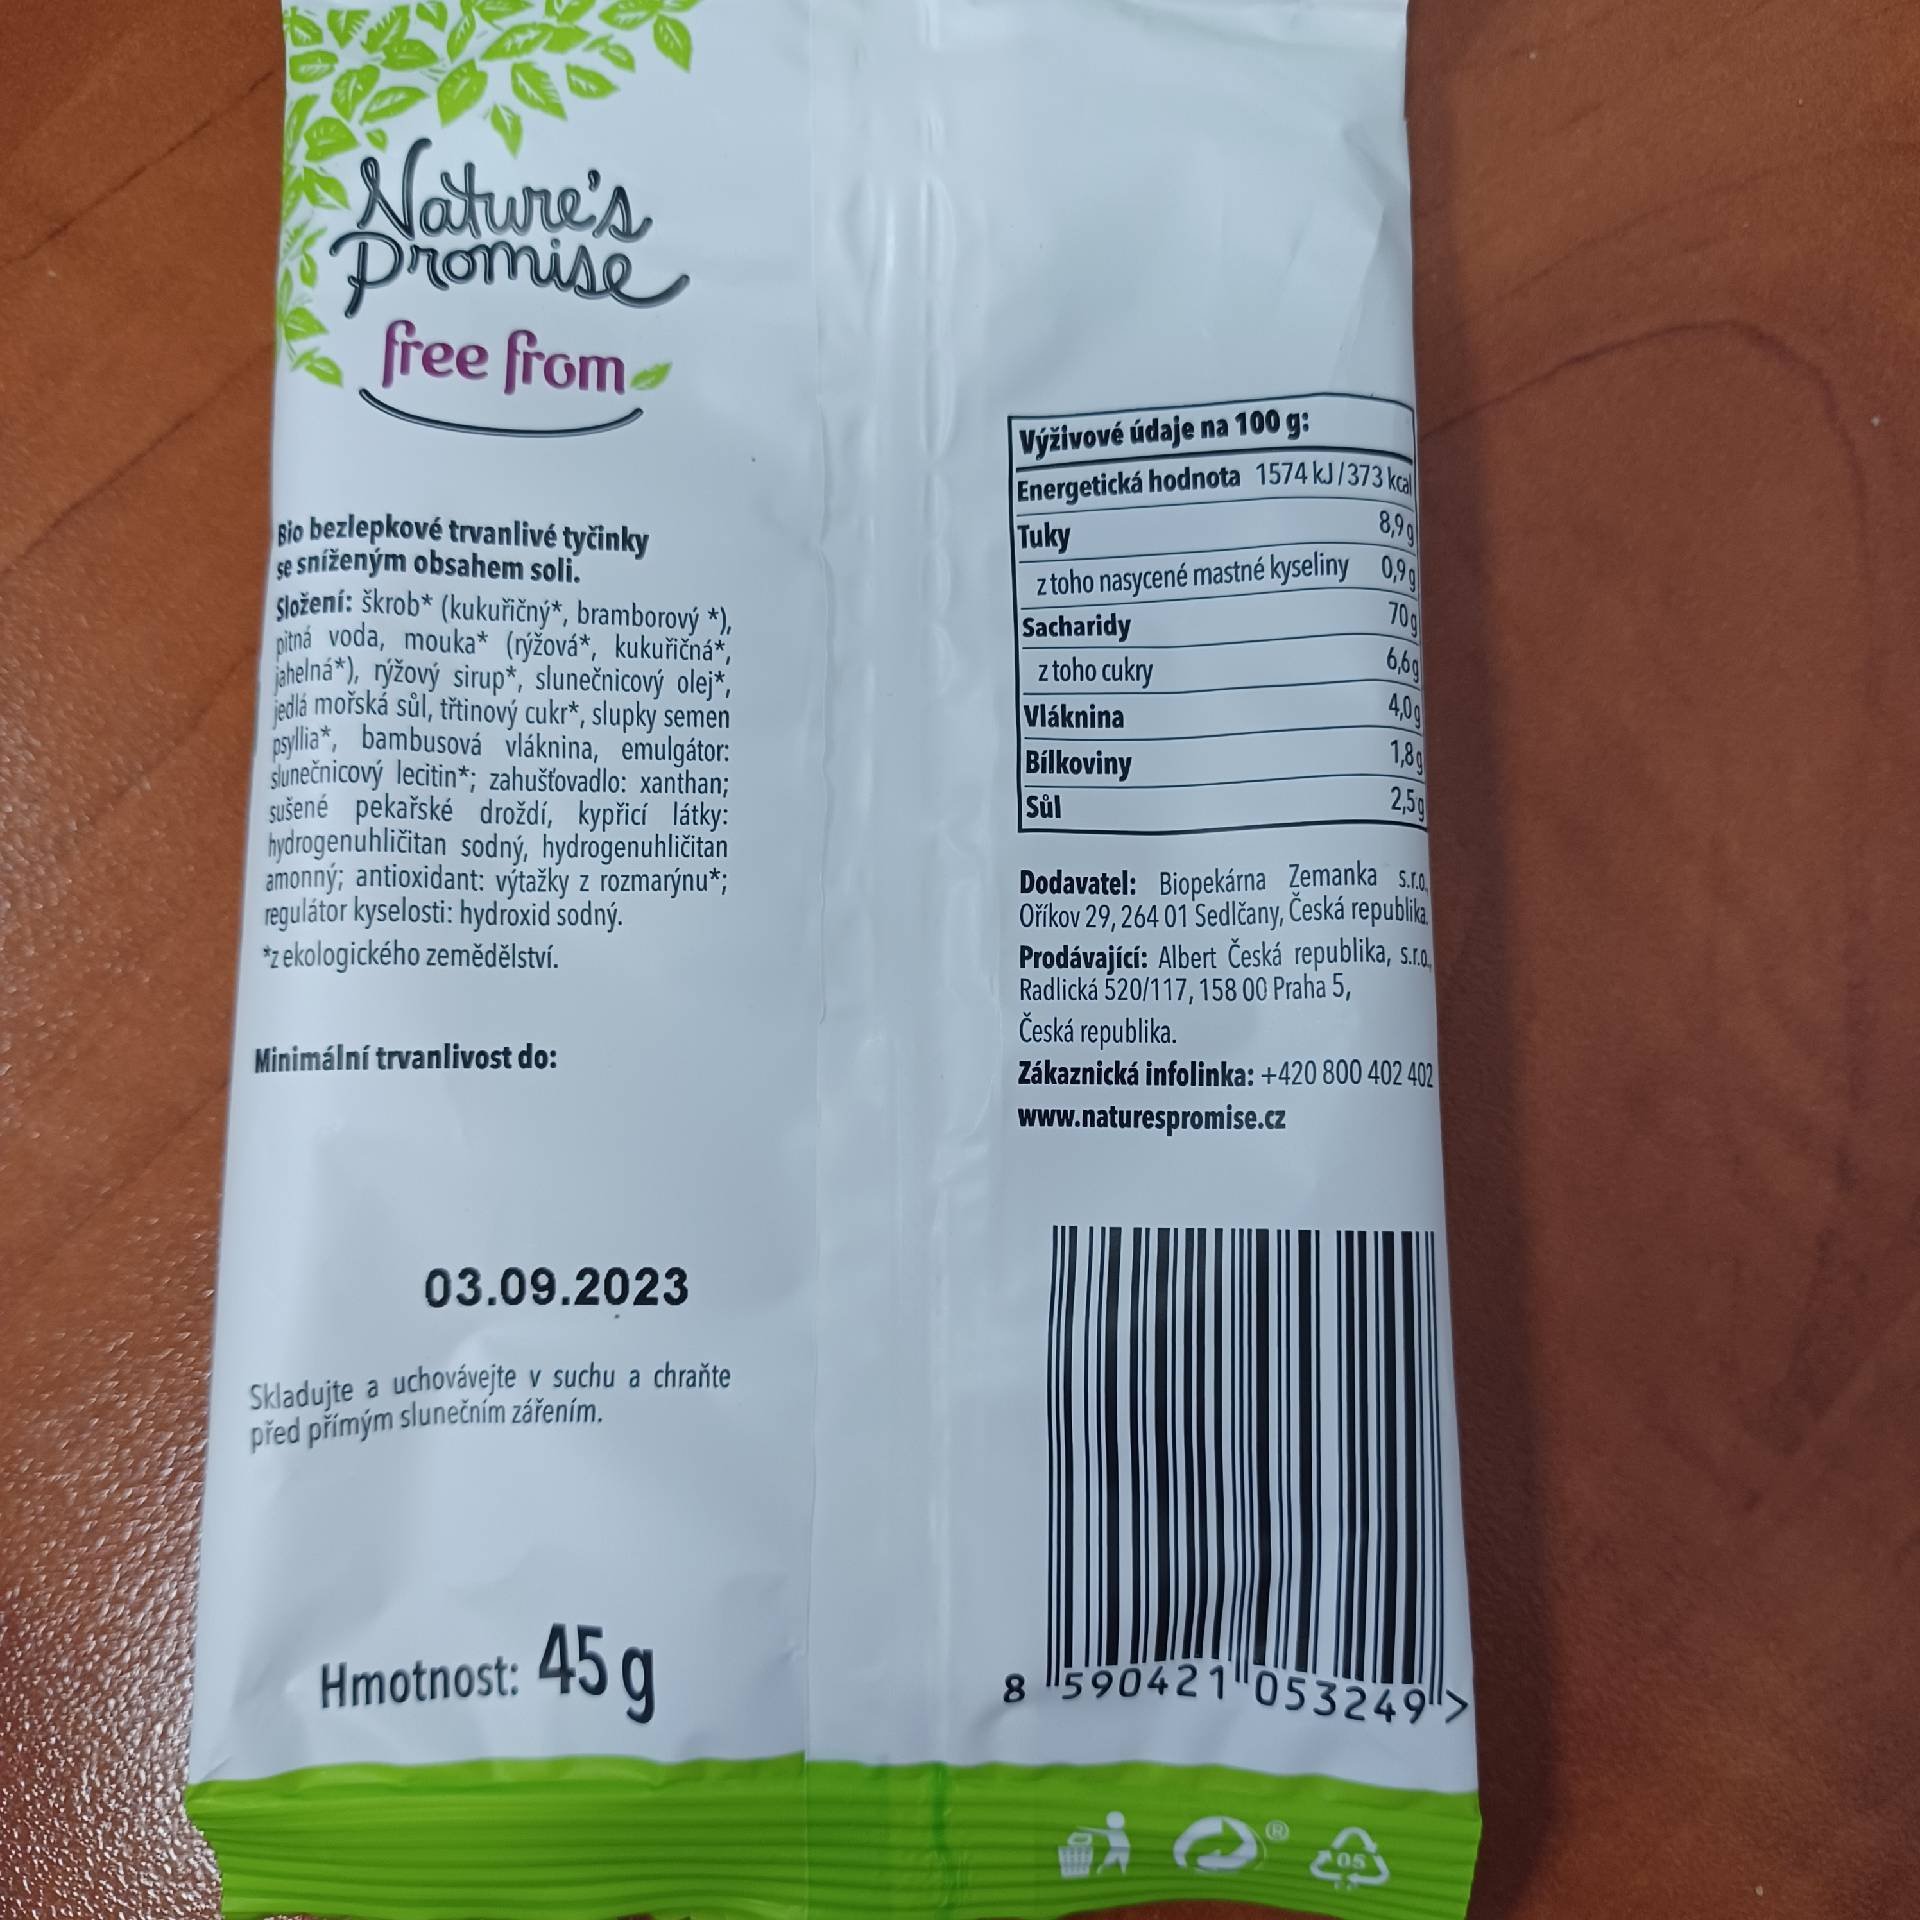 Nature's
Promise
free from
Bio bezlepkové trvanlivé tyčinky
se sníženým obsahem soli.
Složení: škrob* (kukuřičný*, bramborový *),
pitná voda, mouka* (rýžová*, kukuřičná*,
jahelná*), rýžový sirup*, slunečnicový olej*,
jedlá mořská sůl, třtinový cukr*, slupky semen
psyllia*, bambusová vláknina, emulgátor:
slunečnicový lecitin*; zahušťovadlo: xanthan;
sušené pekařské droždí, kypřicí látky:
hydrogenuhličitan sodný, hydrogenuhličitan
amonný; antioxidant: výtažky z rozmarýnu*;
regulátor kyselosti: hydroxid sodný.
*z ekologického zemědělství.
Minimální trvanlivost do:
03.09.2023
Skladujte a uchovávejte v suchu a chraňte
před přímým slunečním zářením.
Hmotnost: 45 g
Výživové údaje na 100 g:
Energetická hodnota 1574 kJ/373 kcal
Tuky 8,9 g
z toho nasycené mastné kyseliny 0,9 g
Sacharidy 70 g
z toho cukry 6,6 g
Vláknina 4,0 g
Bílkoviny 1,8 g
Sůl 2,5 g
Dodavatel: Biopekárna Zemanka s.r.o.,
Oříkov 29, 264 01 Sedlčany, Česká republika.
Prodávající: Albert Česká republika, s.r.o.,
Radlická 520/117, 158 00 Praha 5,
Česká republika.
Zákaznická infolinka: +420 800 402 402
www.naturespromise.cz
8 590421 053249 >
®
05